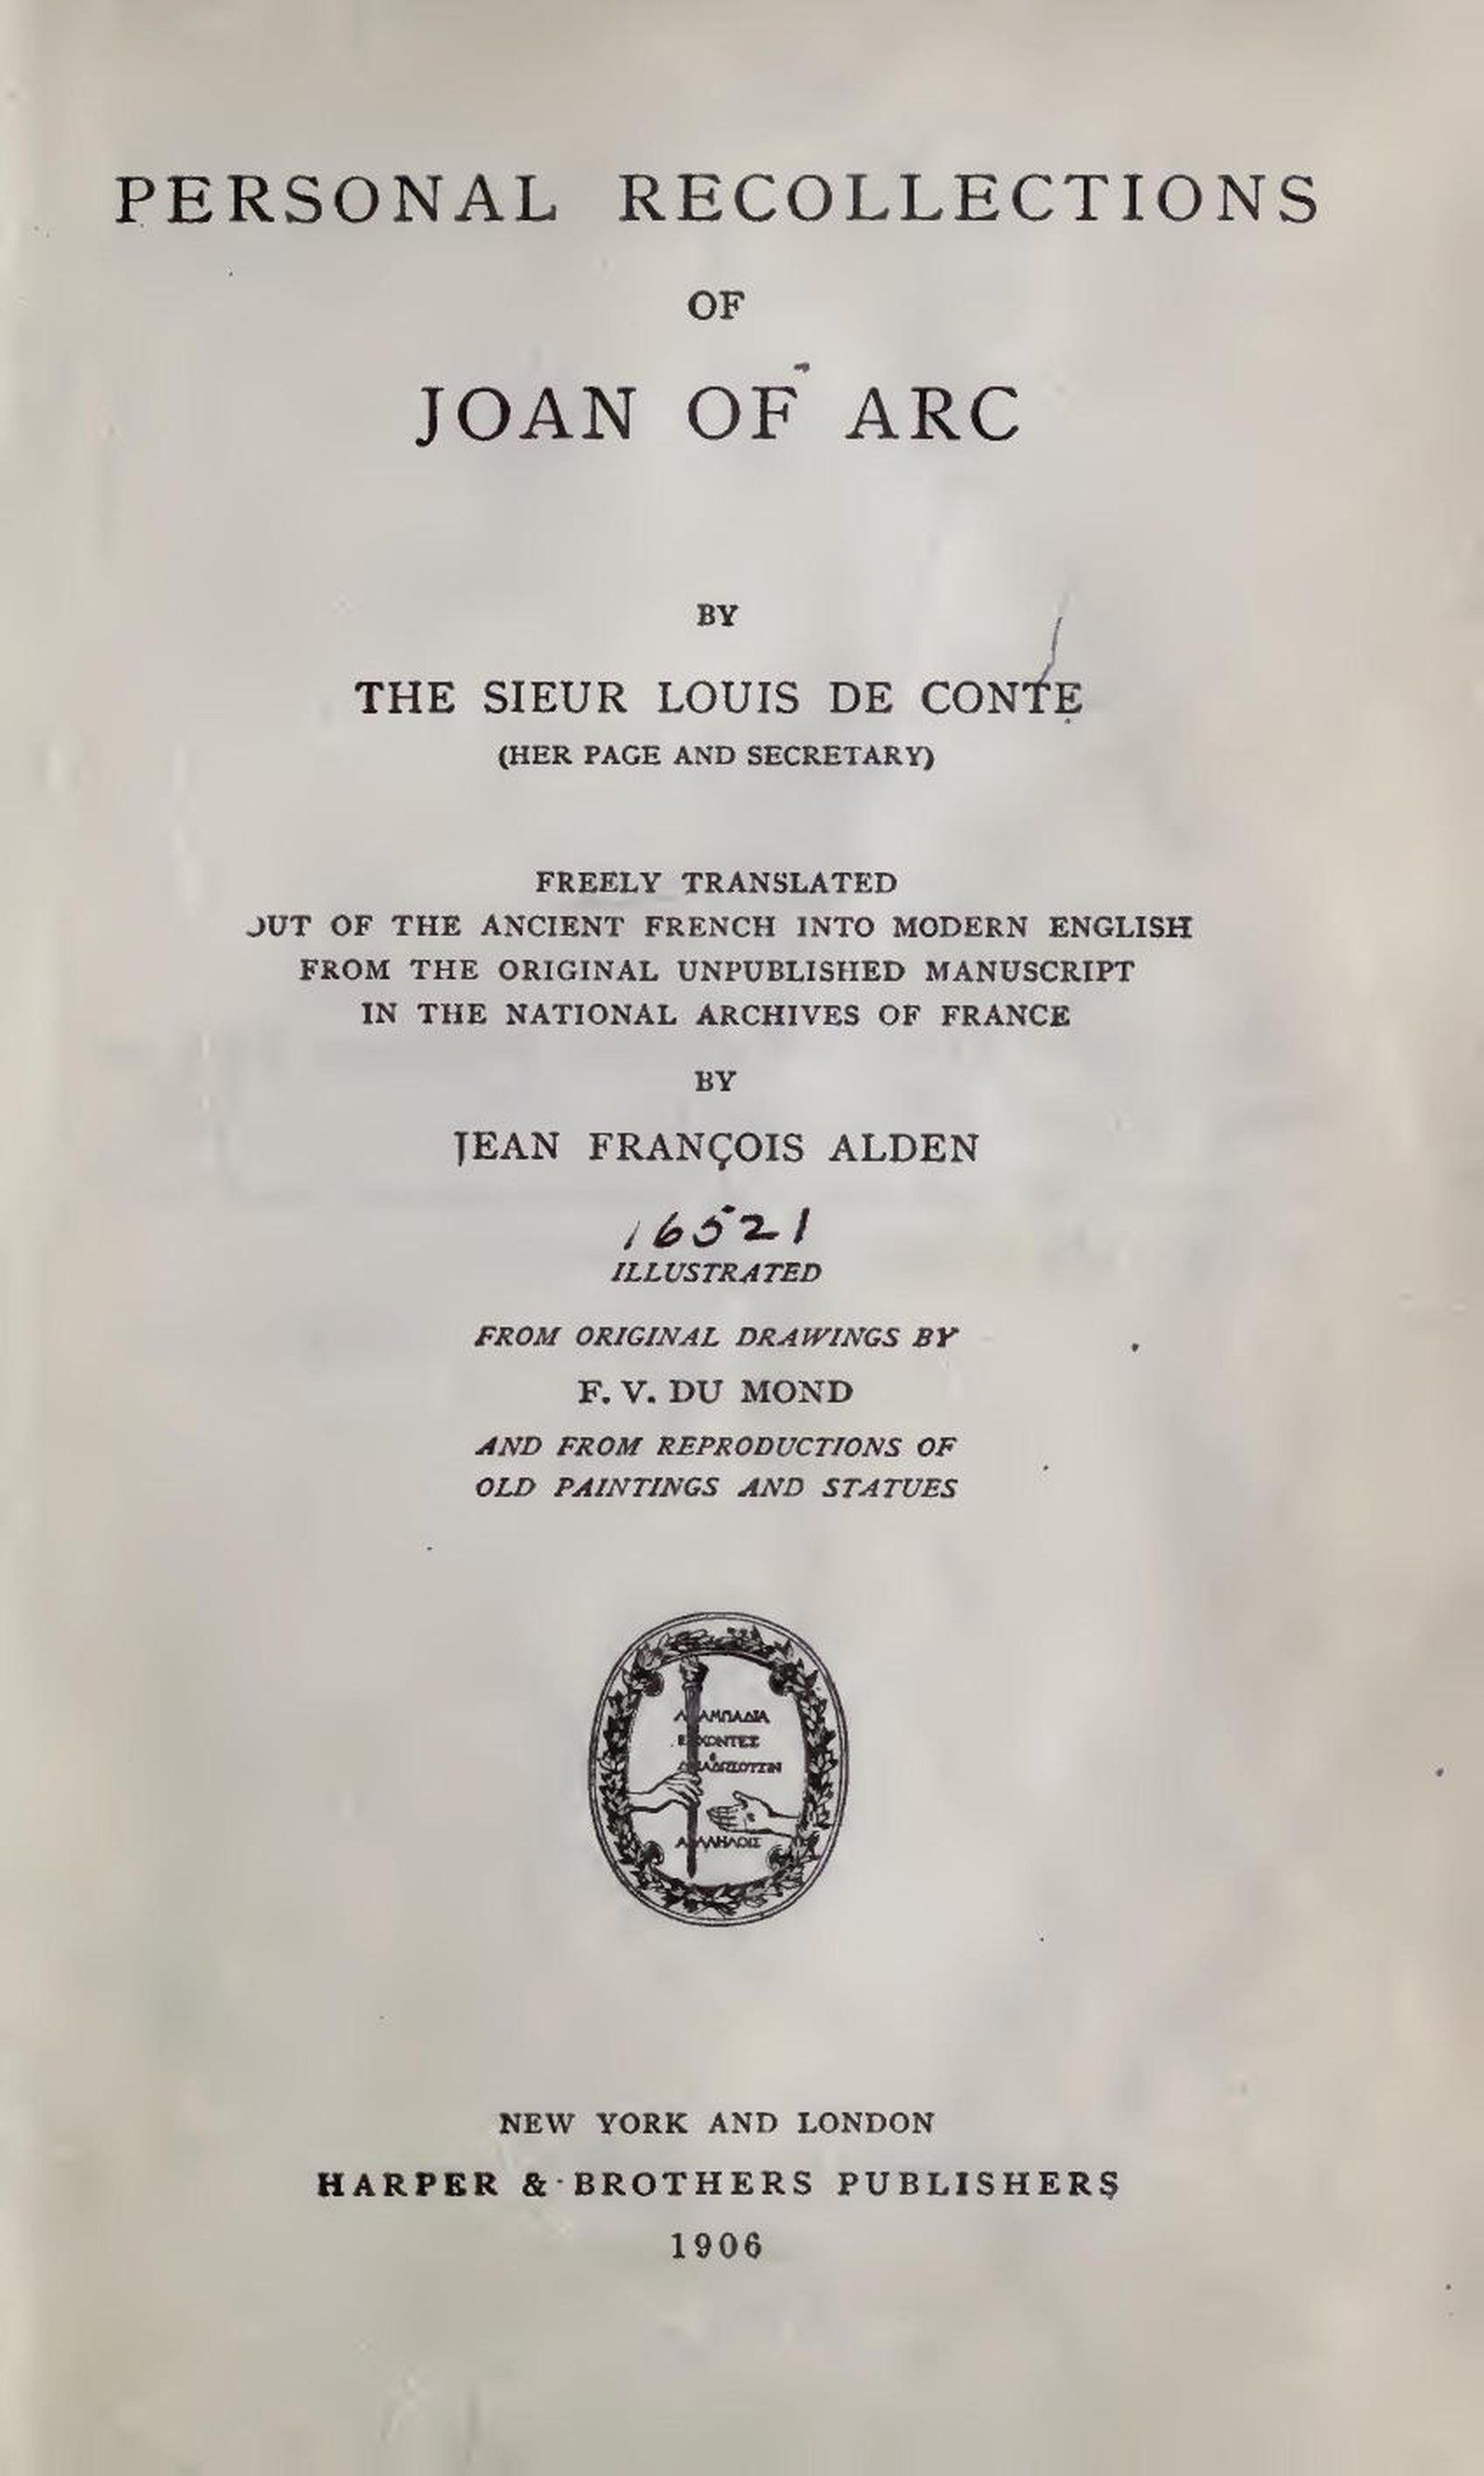 PERSONAL RECOLLECTIONS
OF
JOAN OF ARC
BY
THE SIEUR LOUIS DE CONTE
(HER PAGE AND SECRETARY)
FREELY TRANSLATED
OUT OF THE ANCIENT FRENCH INTO MODERN ENGLISH
FROM THE ORIGINAL UNPUBLISHED MANUSCRIPT
IN THE NATIONAL ARCHIVES OF FRANCE
BY
JEAN FRANÇOIS ALDEN
16521
ILLUSTRATED
FROM ORIGINAL DRAWINGS BY
F. V. DU MOND
AND FROM REPRODUCTIONS OF
OLD PAINTINGS AND STATUES
NEW YORK AND LONDON
HARPER & BROTHERS PUBLISHERS
1906